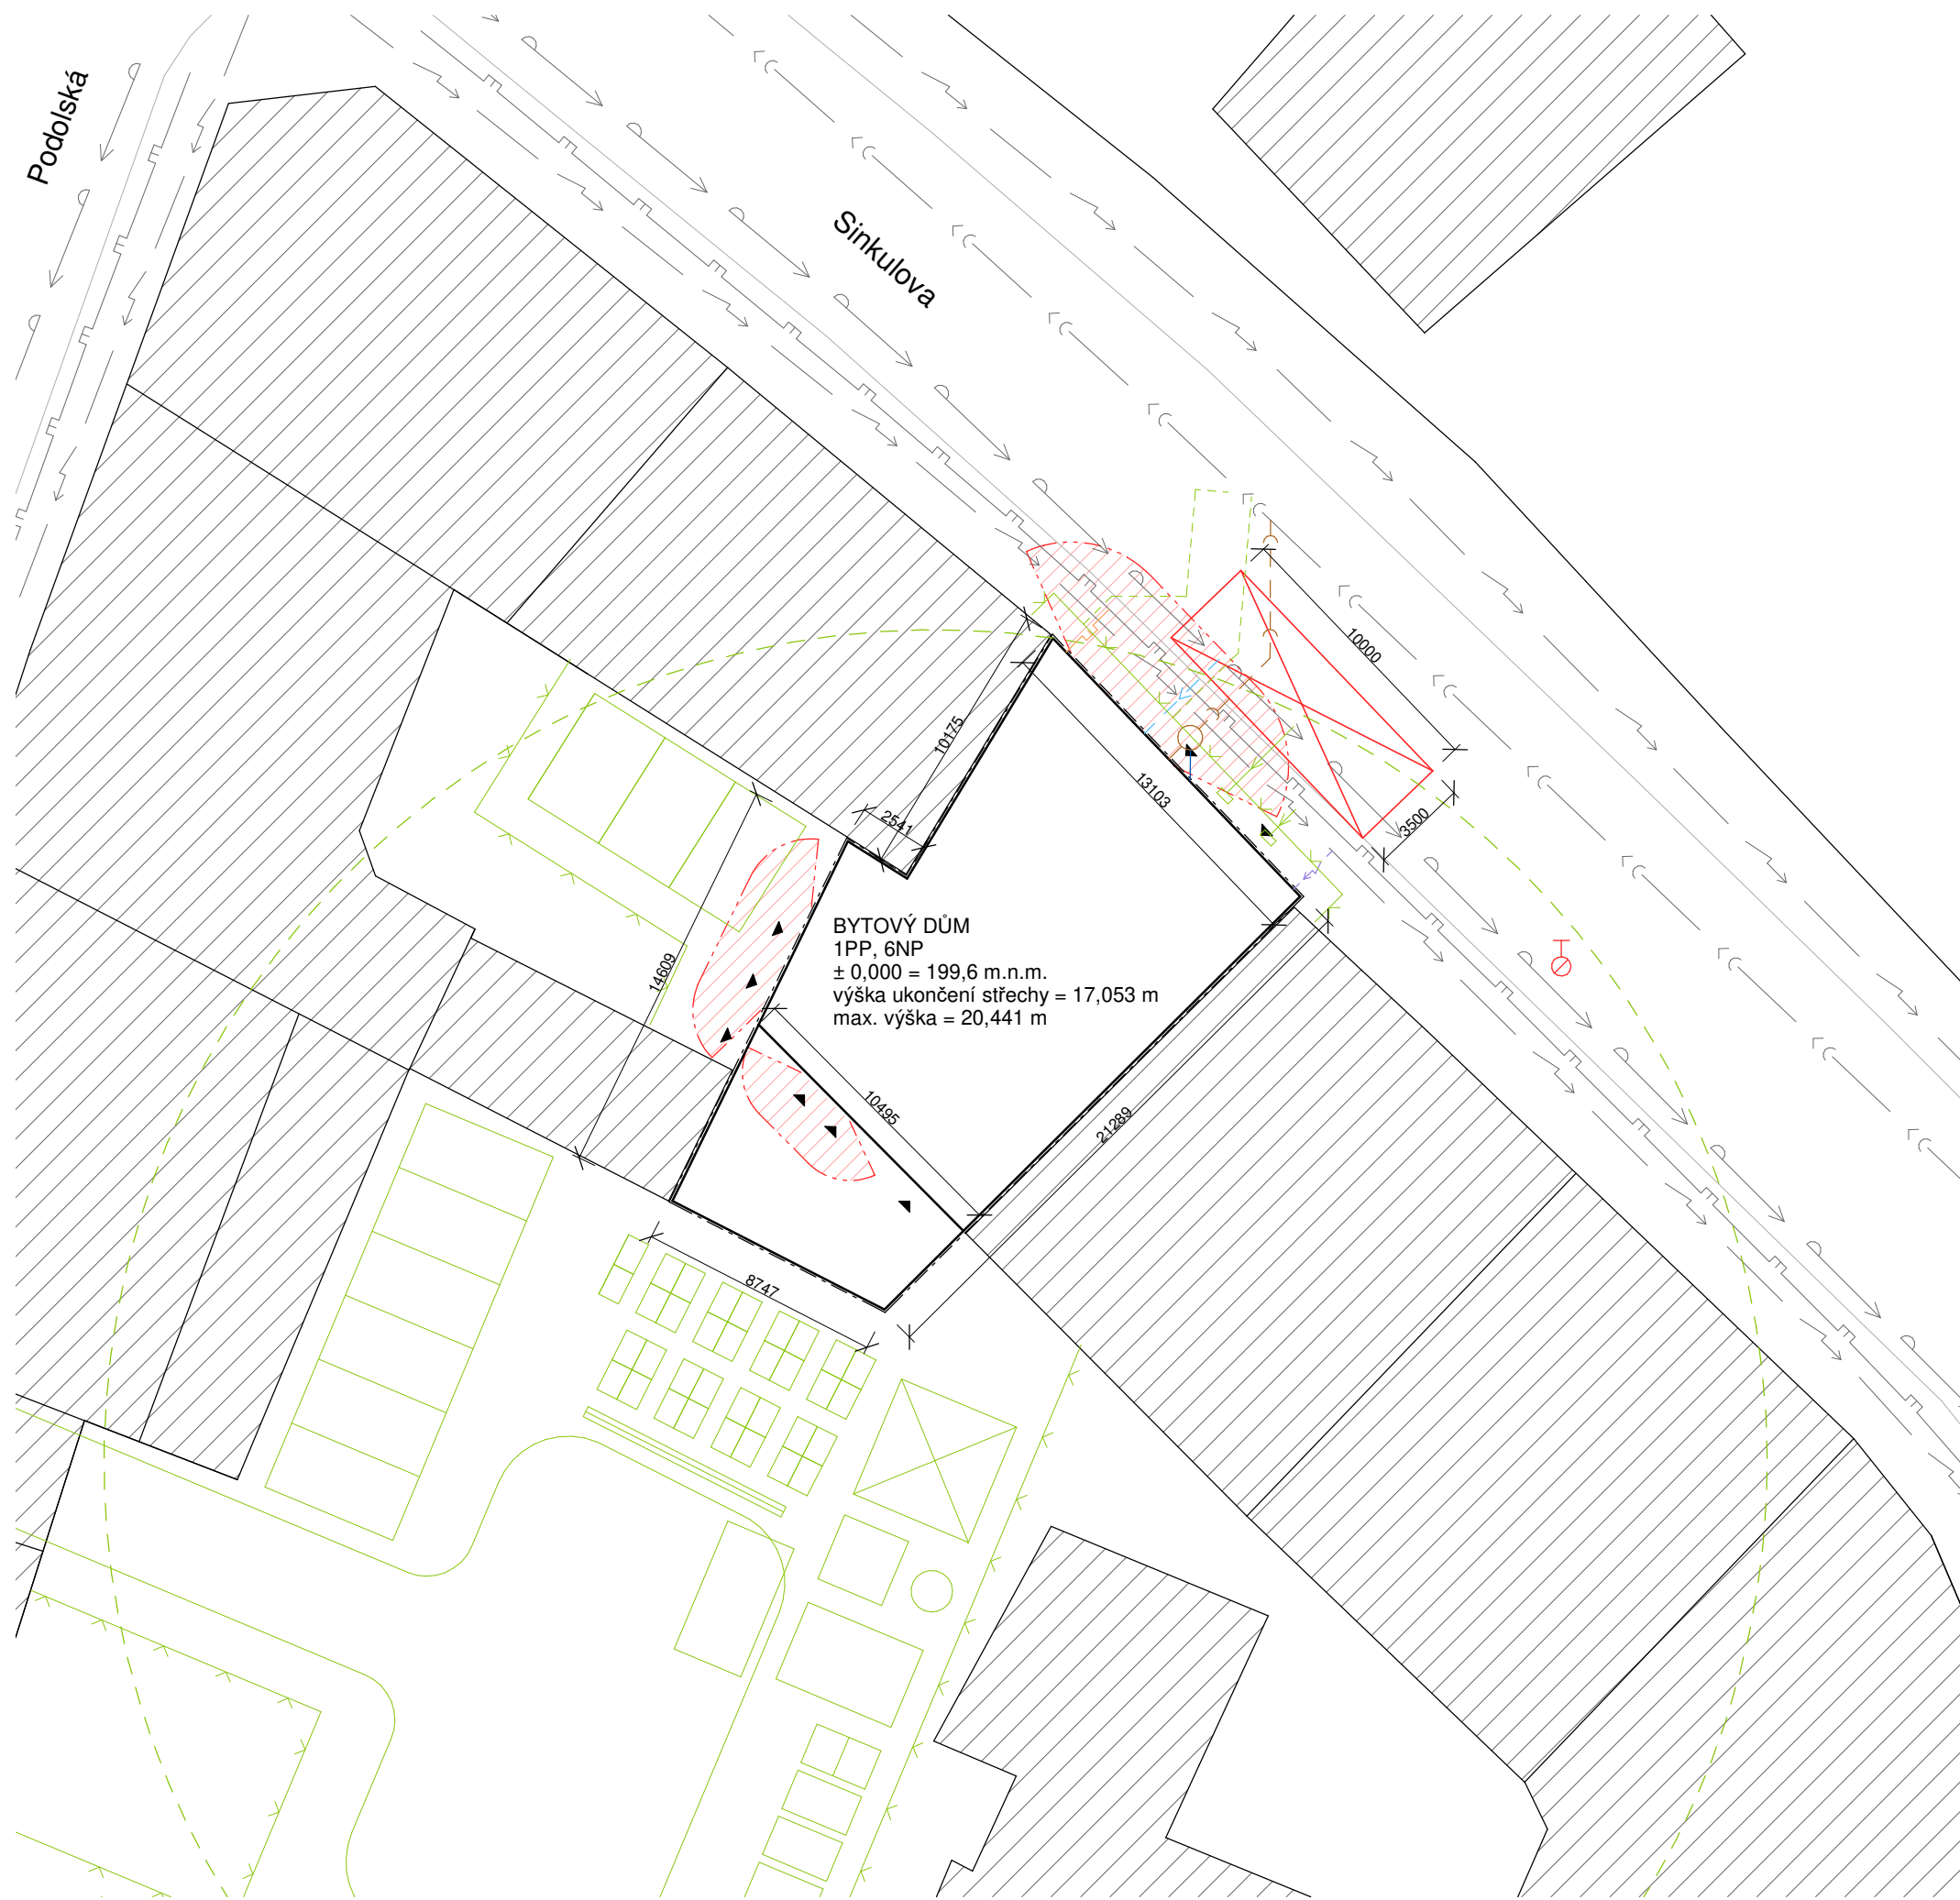 Podolská
Sinkulova
10000
10175
13103
3500
2541
BYTOVÝ DŮM
1PP, 6NP
± 0,000 = 199,6 m.n.m.
výška ukončení střechy = 17,053 m
max. výška = 20,441 m
14609
10495
21289
8747